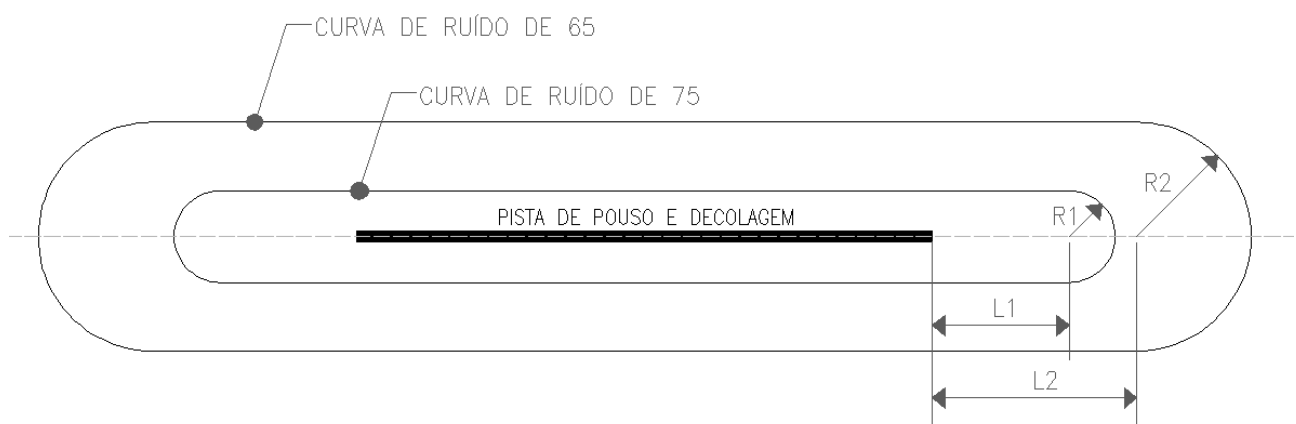 CURVA DE RUÍDO DE 65
CURVA DE RUÍDO DE 75
R2
PISTA DE POUSO E DECOLAGEM
R1
L1
L2